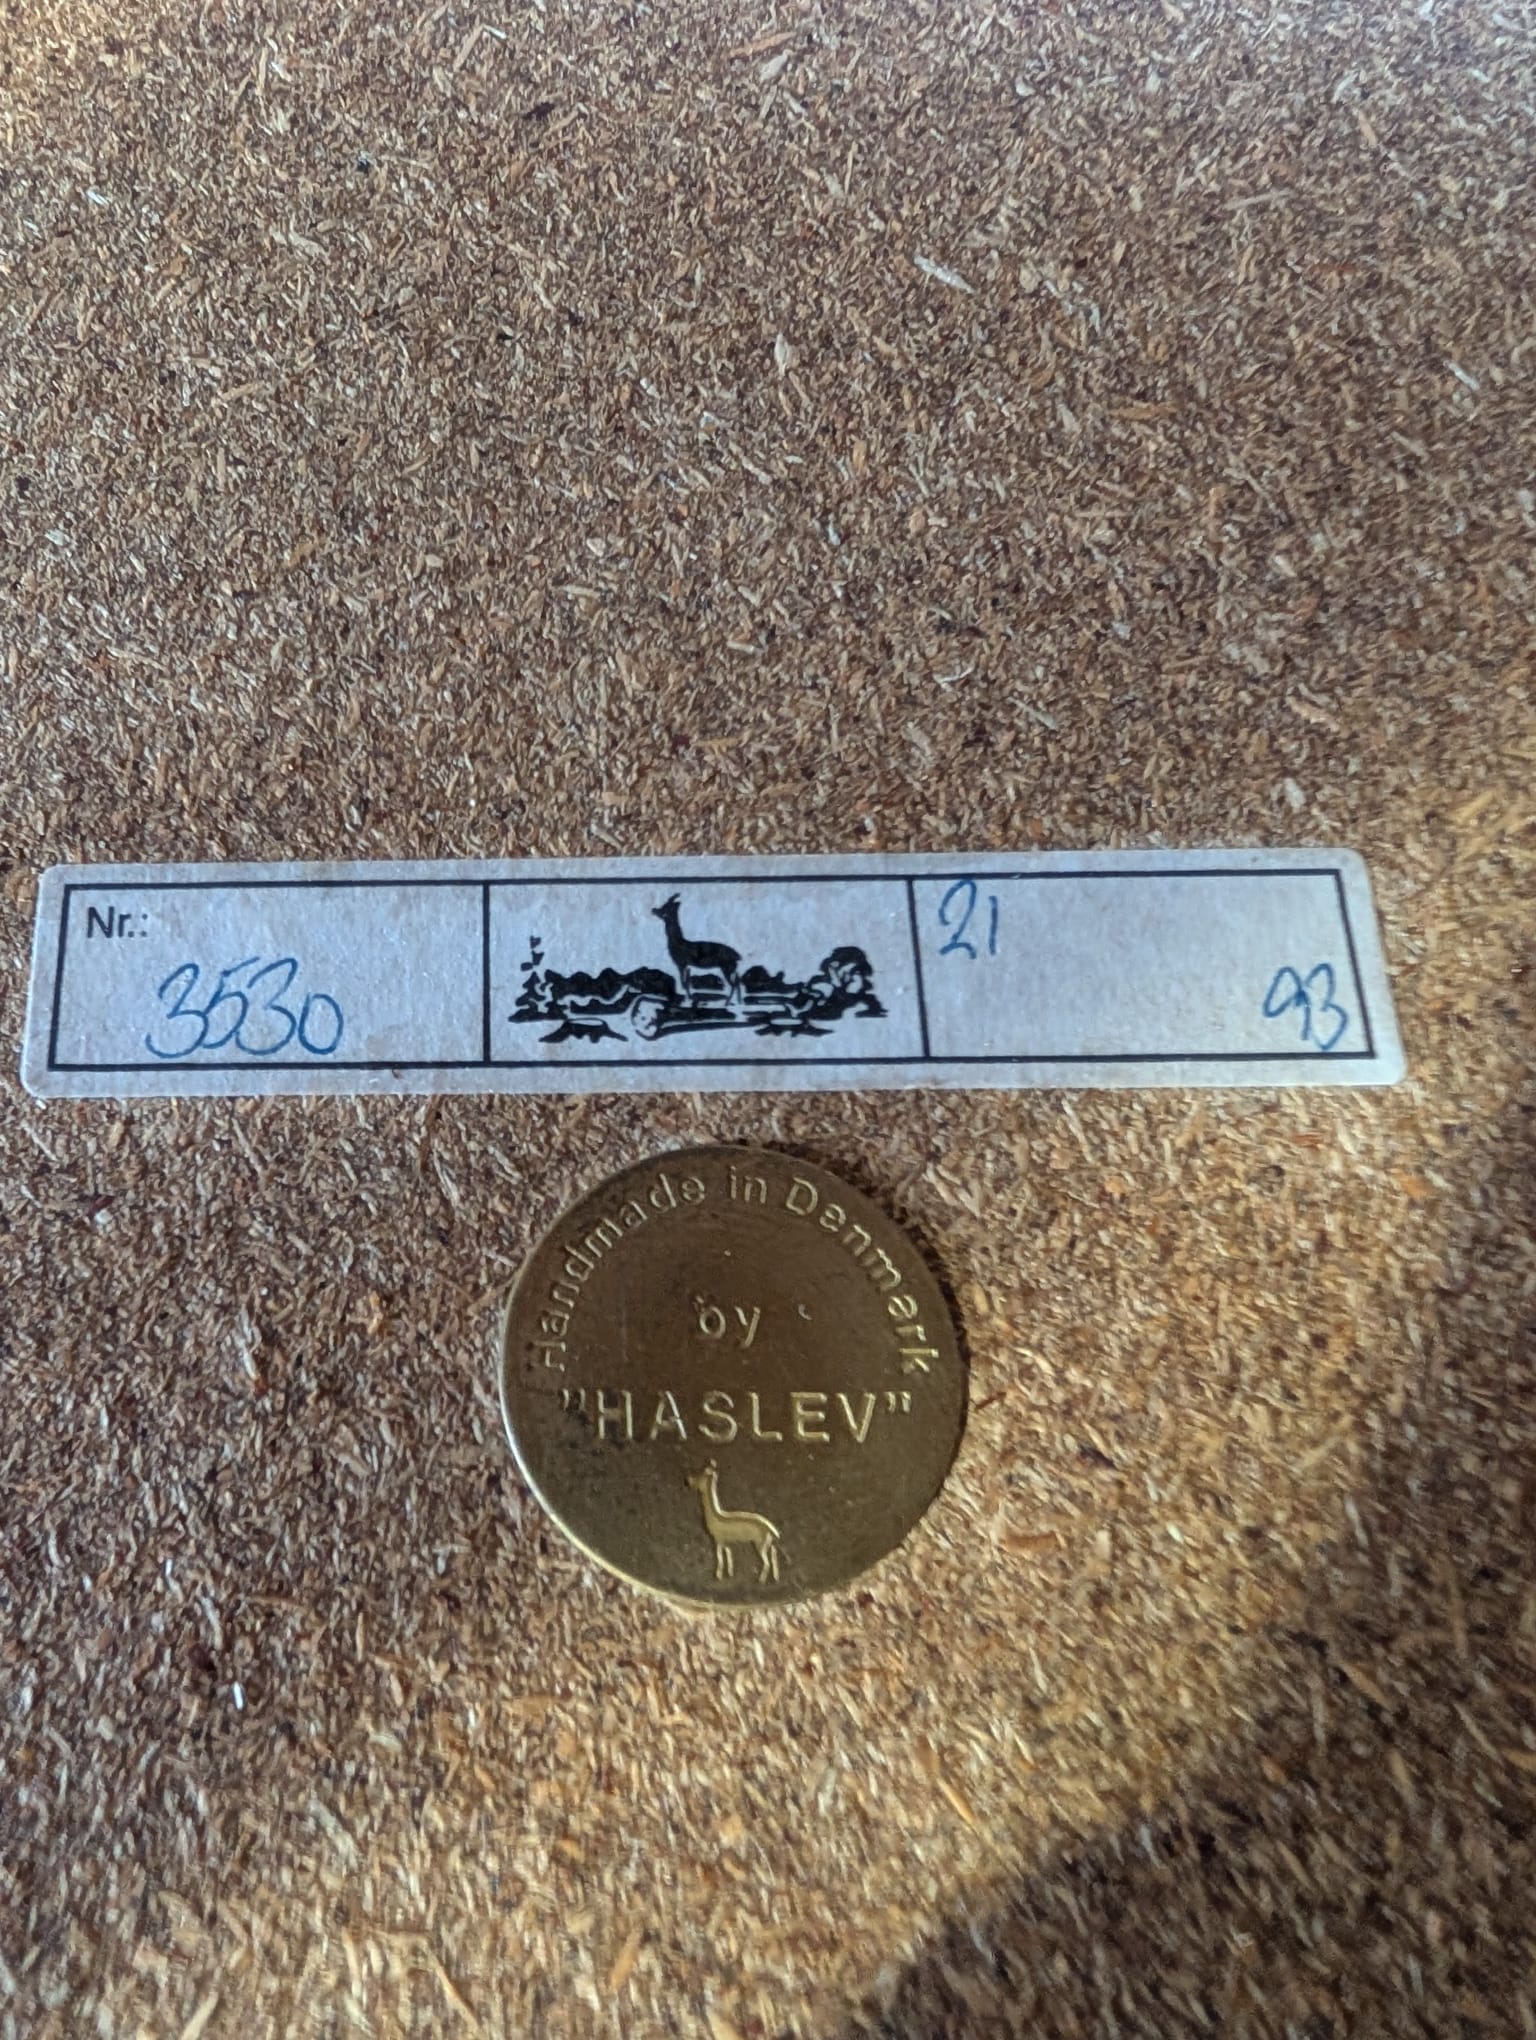 Nr.:
3530
21
93
Handmade in Denmark
by
"HASLEV"